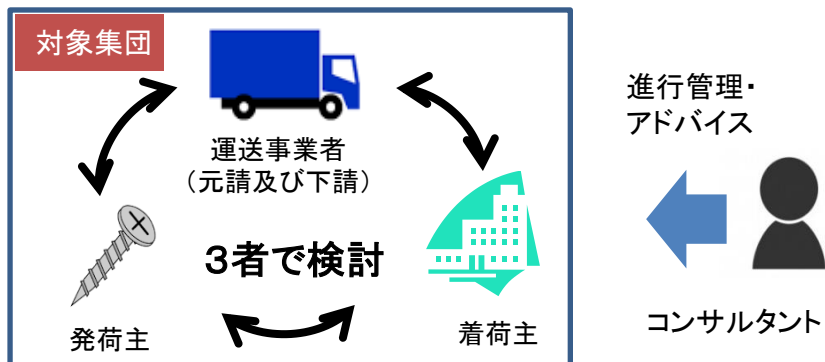 対象集団
運送事業者
（元請及び下請）
３者で検討
発荷主
着荷主
進行管理・
アドバイス
コンサルタント